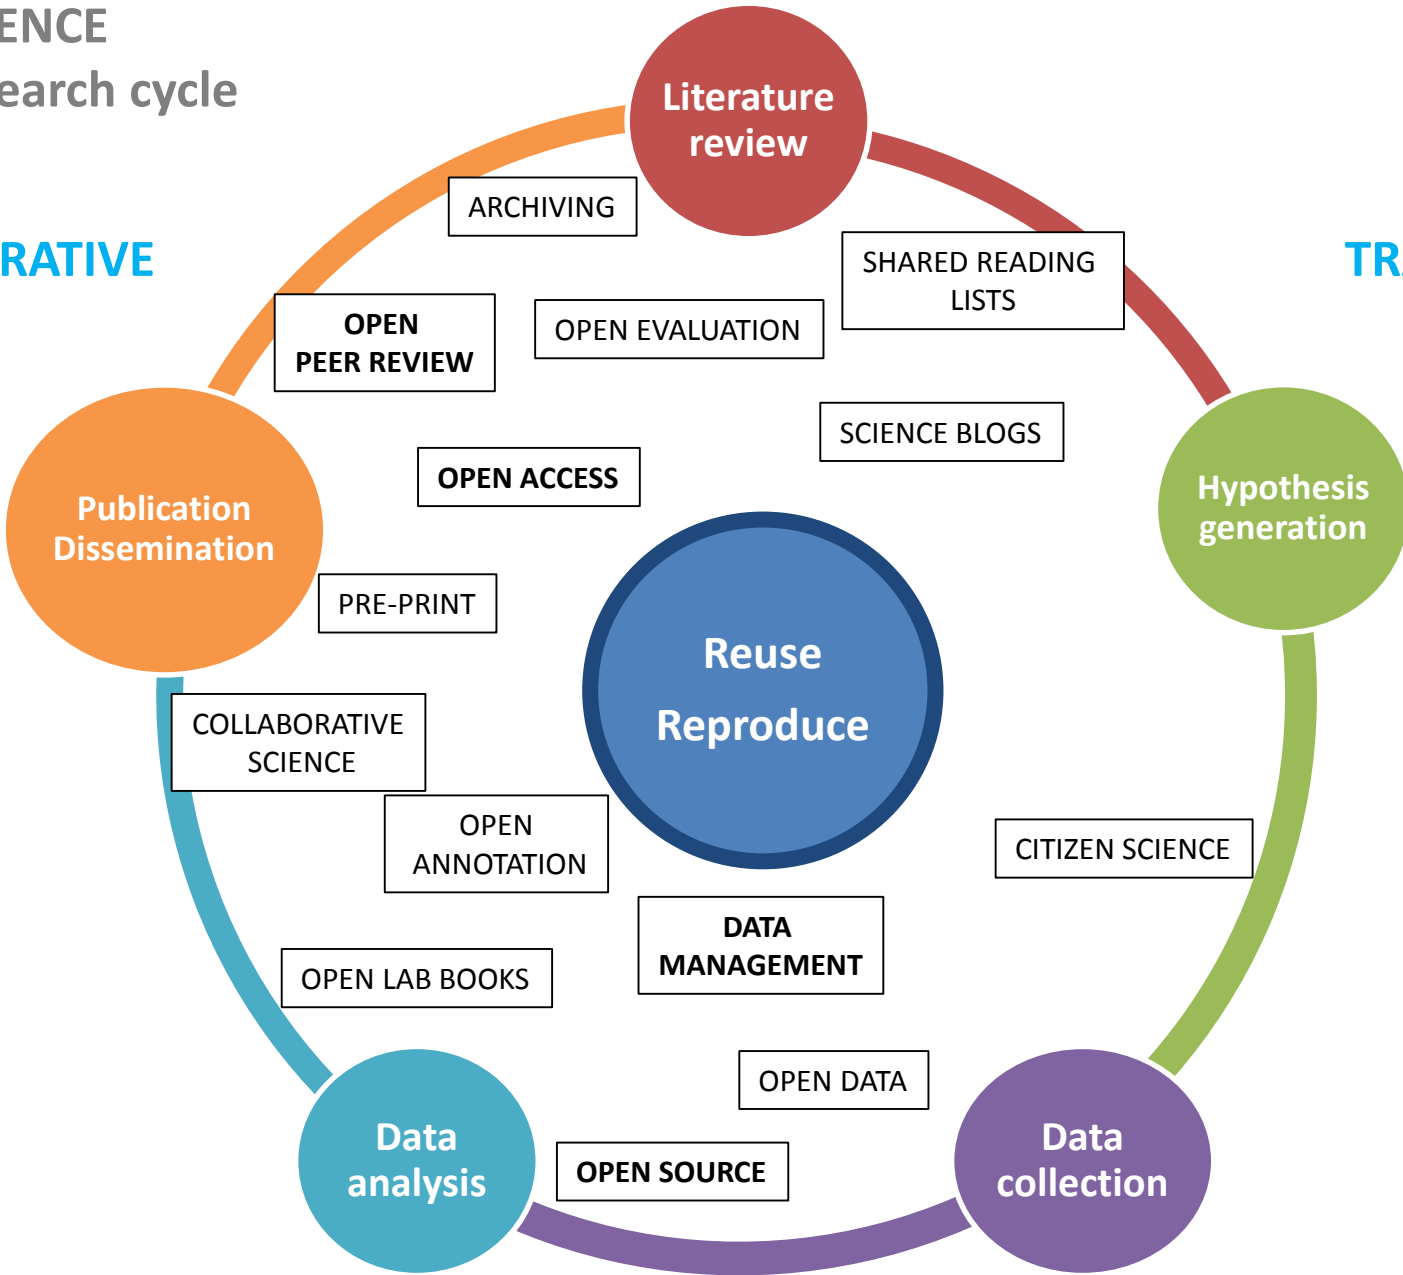 ENCE
earch cycle
Literature
review
ARCHIVING
RATIVE
SHARED READING
LISTS
TRA
OPEN
PEER REVIEW
OPEN EVALUATION
SCIENCE BLOGS
OPEN ACCESS
Publication
Dissemination
Hypothesis
generation
PRE-PRINT
Reuse
Reproduce
COLLABORATIVE
SCIENCE
OPEN
ANNOTATION
CITIZEN SCIENCE
DATA
MANAGEMENT
OPEN LAB BOOKS
OPEN DATA
Data
analysis
OPEN SOURCE
Data
collection